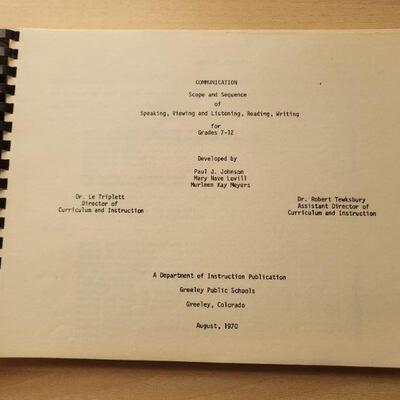 COMMUNICATION
Scope and Sequence
of
Speaking, Viewing and Listening, Reading, Writing
for
Grades 7-12
Developed by
Paul J. Johnson
Mary Nave Levill
Murleen Kay Meyers
Dr. Le Triplett
Director of
Curriculum and Instruction
Dr. Robert Tewksbury
Assistant Director of
Curriculum and Instruction
A Department of Instruction Publication
Greeley Public Schools
Greeley, Colorado
August, 1970